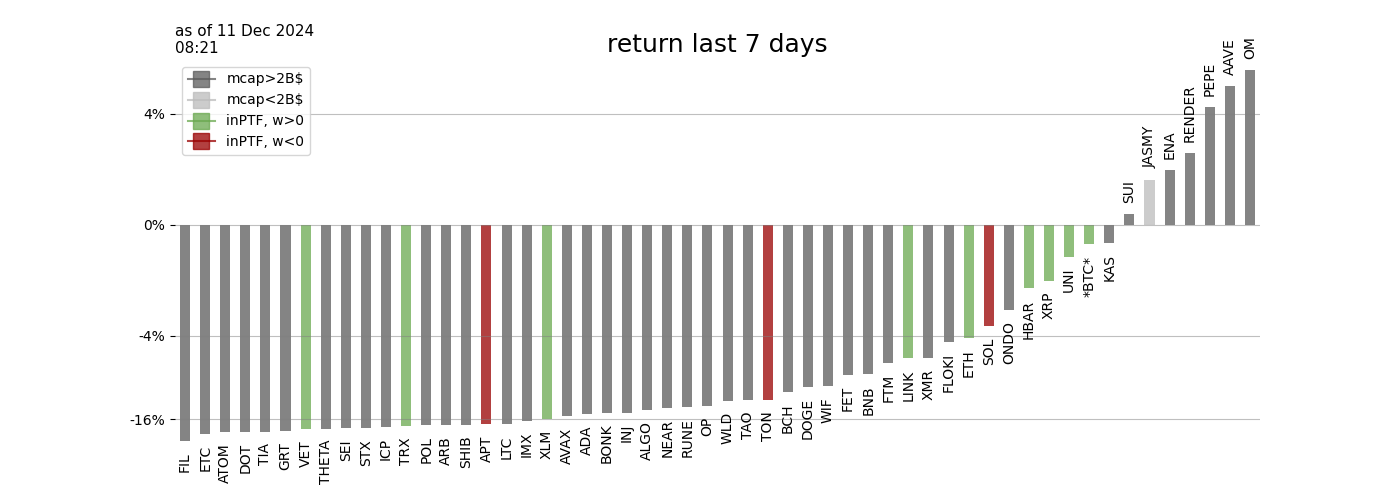 as of 11 Dec 2024
08:21
return last 7 days
mcap>2B$
mcap<2B$
inPTF, w>0
inPTF, w<0
4%
0%
-4%
-16%
FIL
ETC
ATOM
DOT
TIA
GRT
VET
THETA
SEI
STX
ICP
TRX
POL
ARB
SHIB
APT
LTC
IMX
XLM
AVAX
ADA
BONK
INJ
ALGO
NEAR
RUNE
OP
WLD
TAO
TON
BCH
DOGE
WIF
FET
BNB
FTM
LINK
XMR
FLOKI
ETH
SOL
ONDO
HBAR
XRP
UNI
*BTC*
KAS
SUI
JASMY
ENA
RENDER
PEPE
AAVE
OM